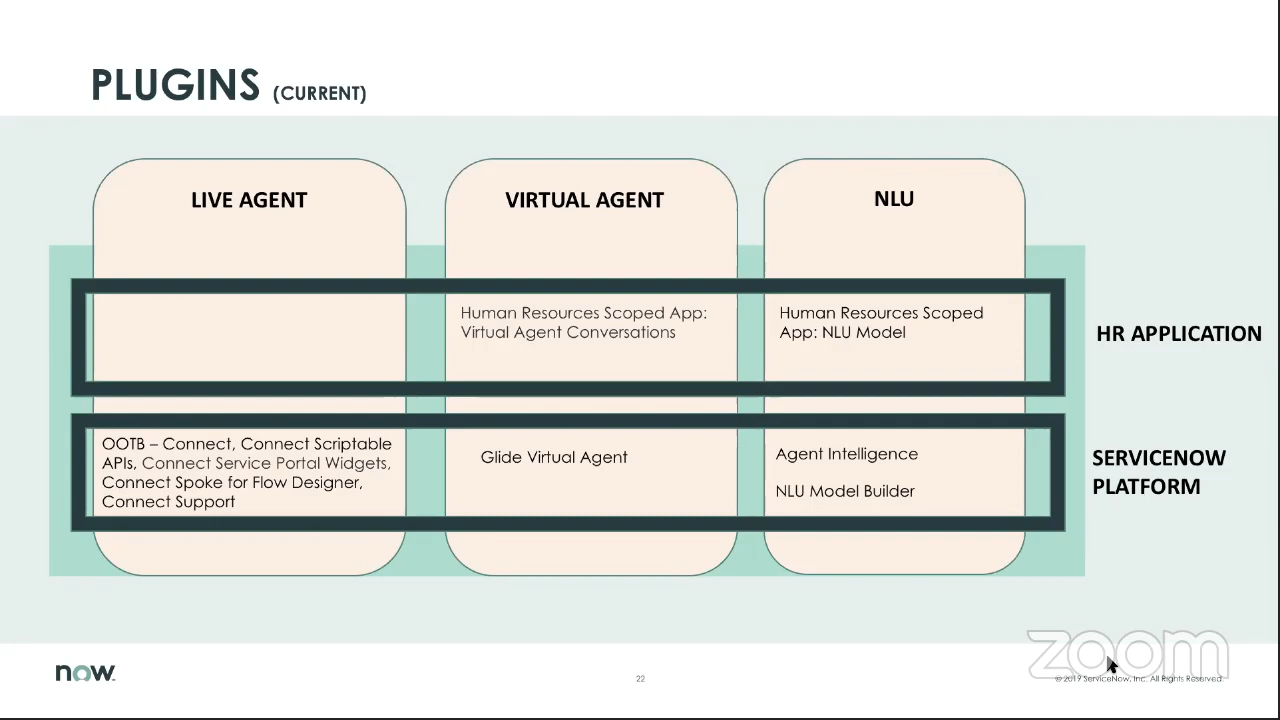 PLUGINS (CURRENT)
LIVE AGENT
VIRTUAL AGENT
NLU
Human Resources Scoped App:
Virtual Agent Conversations
Human Resources Scoped
App: NLU Model
HR APPLICATION
OOTB – Connect, Connect Scriptable
APIs, Connect Service Portal Widgets,
Connect Spoke for Flow Designer,
Connect Support
Glide Virtual Agent
Agent Intelligence
NLU Model Builder
SERVICENOW
PLATFORM
now
22
zoom
© 2019 ServiceNow, Inc. All Rights Reserved.